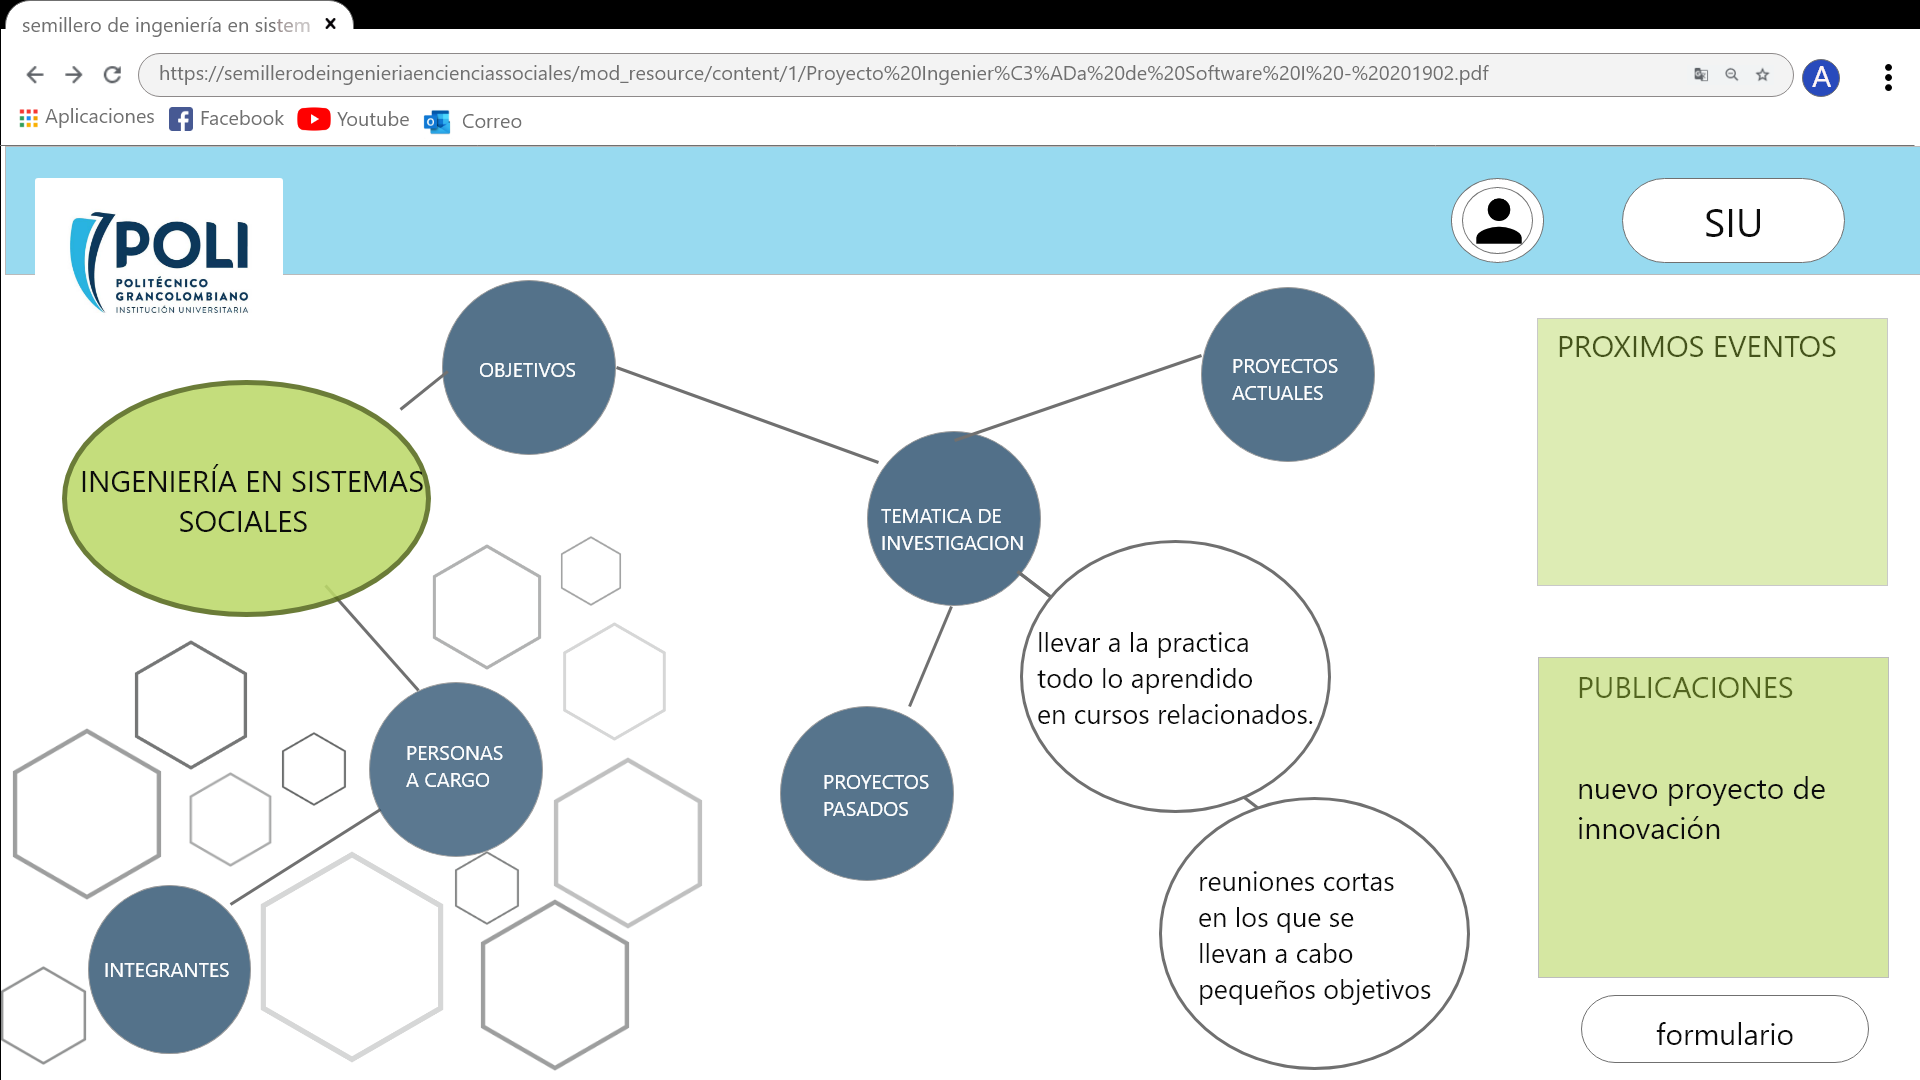 semillero de ingeniería en sistem
https://semillerodeingenieriaencienciassociales/mod_resource/content/1/Proyecto%20Ingenier%C3%ADa%20de%20Software%20I%20-%20201902.pdf
A
Aplicaciones
Facebook
Youtube
Correo
POLI
POLITÉCNICO
GRANCOLOMBIANO
INSTITUCIÓN UNIVERSITARIA
SIU
OBJETIVOS
PROYECTOS
ACTUALES
PROXIMOS EVENTOS
INGENIERÍA EN SISTEMAS
SOCIALES
TEMATICA DE
INVESTIGACION
llevar a la practica
todo lo aprendido
en cursos relacionados.
PUBLICACIONES
nuevo proyecto de
innovación
PERSONAS
A CARGO
PROYECTOS
PASADOS
reuniones cortas
en los que se
llevan a cabo
pequeños objetivos
INTEGRANTES
formulario